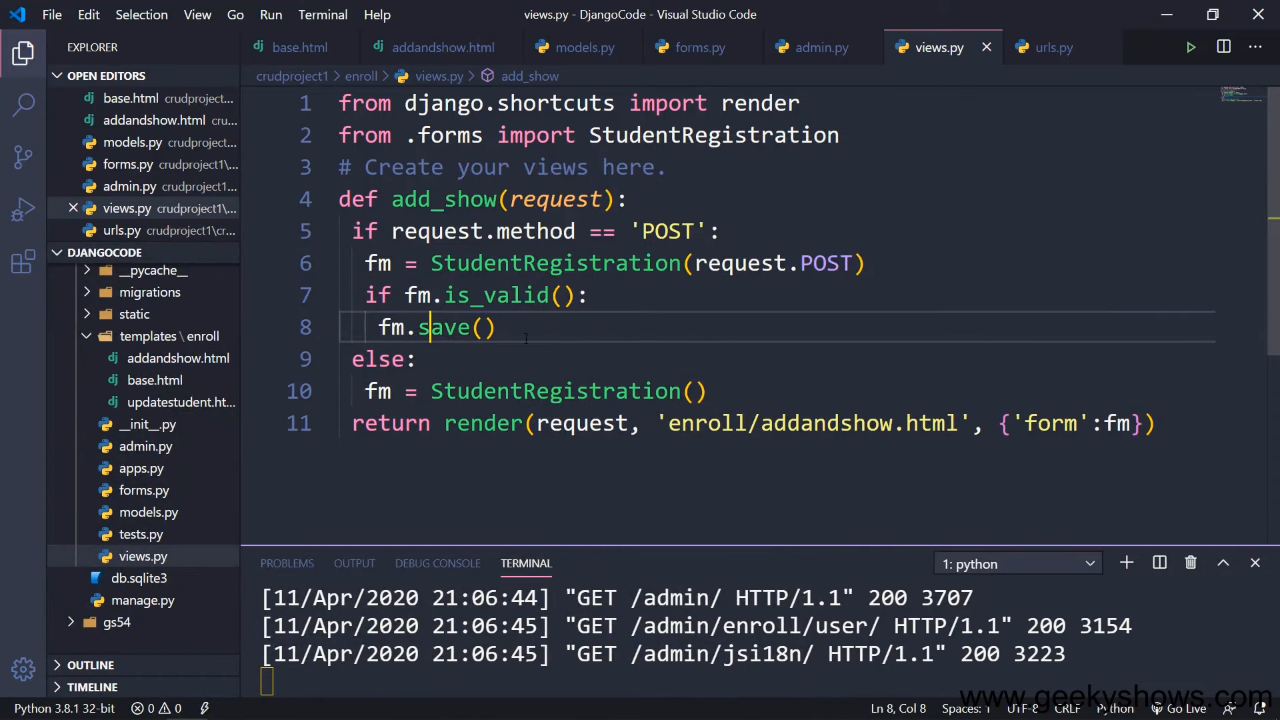 File Edit Selection View Go Run Terminal Help views.py - DjangoCode - Visual Studio Code
EXPLORER
OPEN EDITORS
base.html crudproject...
addandshow.html cru...
models.py crudproject...
forms.py crudproject1\...
admin.py crudproject1...
views.py crudproject1\...
urls.py crudproject1\cr...
DJANGOCODE
__pycache__
migrations
static
templates \ enroll
addandshow.html
base.html
updatestudent.ht...
__init__.py
admin.py
apps.py
forms.py
models.py
tests.py
views.py
db.sqlite3
manage.py
gs54
OUTLINE
TIMELINE
base.html addandshow.html models.py forms.py admin.py views.py urls.py
crudproject1 > enroll > views.py > add_show
1 from django.shortcuts import render
2 from .forms import StudentRegistration
3 # Create your views here.
4 def add_show(request):
5 if request.method == 'POST':
6 fm = StudentRegistration(request.POST)
7 if fm.is_valid():
8 fm.save()
9 else:
10 fm = StudentRegistration()
11 return render(request, 'enroll/addandshow.html', {'form':fm})
PROBLEMS OUTPUT DEBUG CONSOLE TERMINAL 1: python
[11/Apr/2020 21:06:44] "GET /admin/ HTTP/1.1" 200 3707
[11/Apr/2020 21:06:45] "GET /admin/enroll/user/ HTTP/1.1" 200 3154
[11/Apr/2020 21:06:45] "GET /admin/jsi18n/ HTTP/1.1" 200 3223
www.geekyshows.com
Python 3.8.1 32-bit 0 0 Ln 8, Col 8 Spaces: 1 UTF-8 CRLF Python Go Live